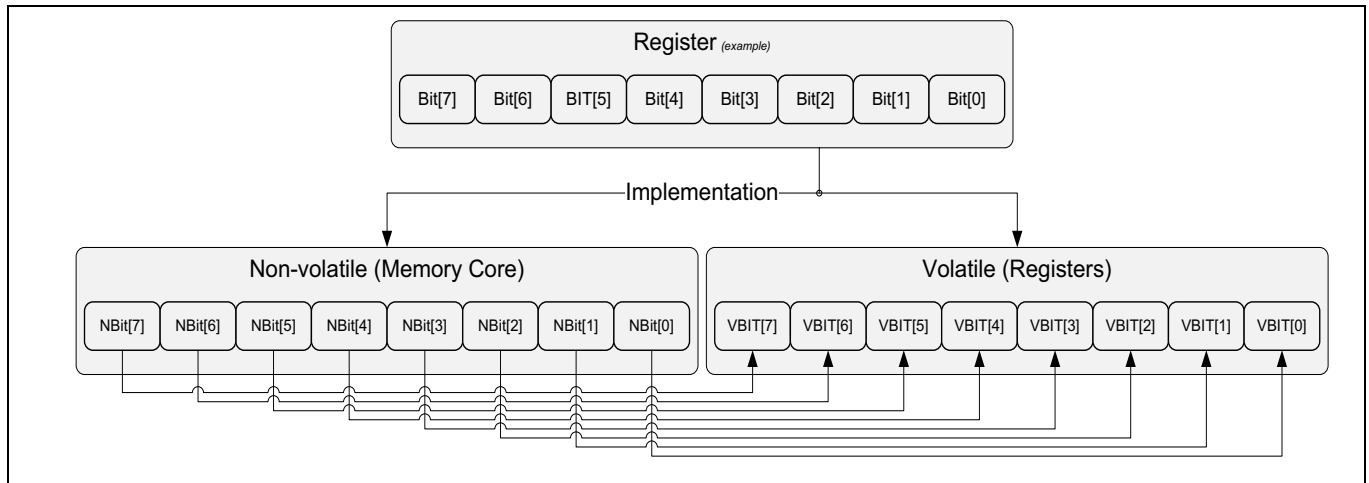 Register (example)
Bit[7] Bit[6] BIT[5] Bit[4] Bit[3] Bit[2] Bit[1] Bit[0]
Implementation
Non-volatile (Memory Core)
NBit[7] NBit[6] NBit[5] NBit[4] NBit[3] NBit[2] NBit[1] NBit[0]
Volatile (Registers)
VBIT[7] VBIT[6] VBIT[5] VBIT[4] VBIT[3] VBIT[2] VBIT[1] VBIT[0]